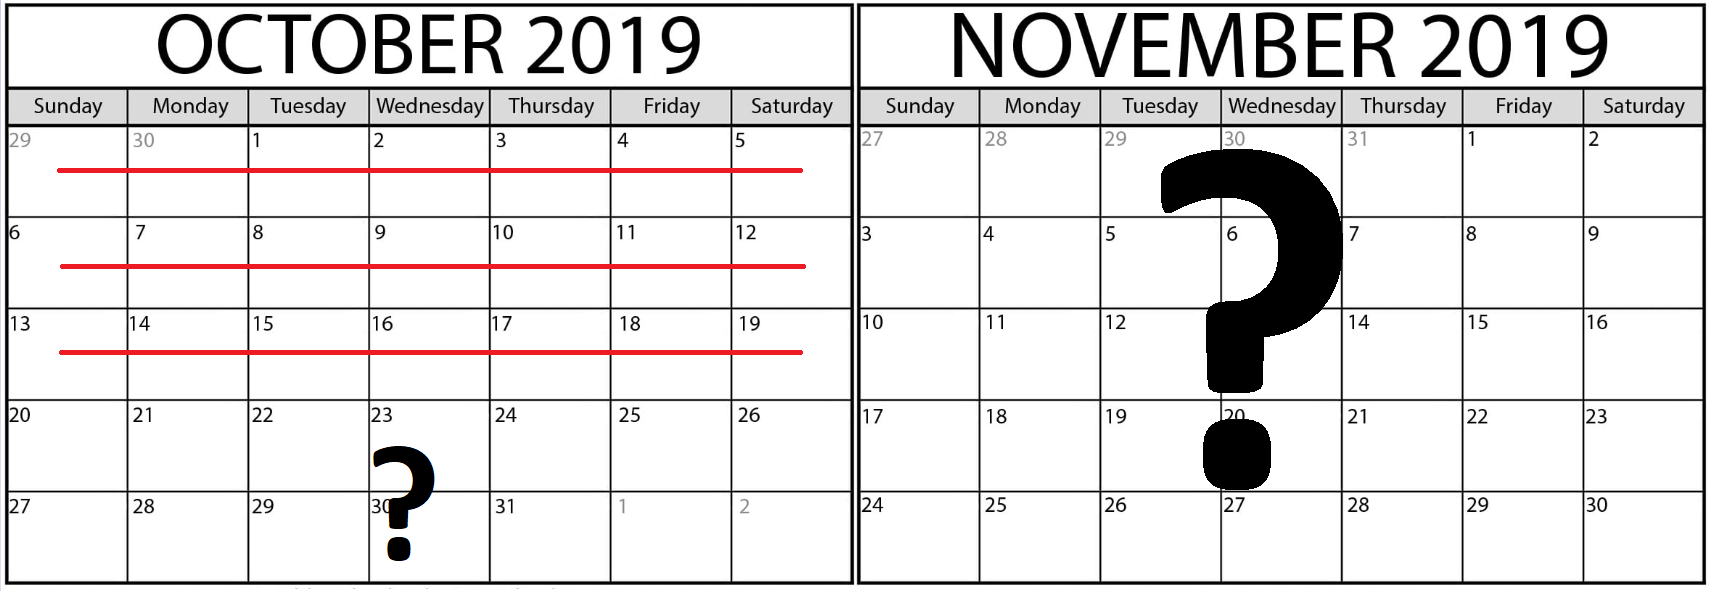 OCTOBER 2019
Sunday Monday Tuesday Wednesday Thursday Friday Saturday
29 30 1 2 3 4 5
6 7 8 9 10 11 12
13 14 15 16 17 18 19
20 21 22 23 24 25 26
?
27 28 29 30 31 1 2
NOVEMBER 2019
Sunday Monday Tuesday Wednesday Thursday Friday Saturday
27 28 29 30 31 1 2
?
3 4 5 6 7 8 9
10 11 12 14 15 16
17 18 19 20 21 22 23
24 25 26 27 28 29 30